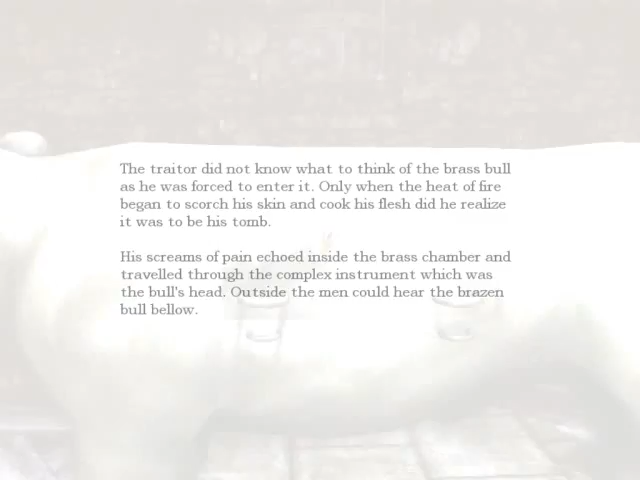 The traitor did not know what to think of the brass bull
as he was forced to enter it. Only when the heat of fire
began to scorch his skin and cook his flesh did he realize
it was to be his tomb.
His screams of pain echoed inside the brass chamber and
travelled through the complex instrument which was
the bull's head. Outside the men could hear the brazen
bull bellow.